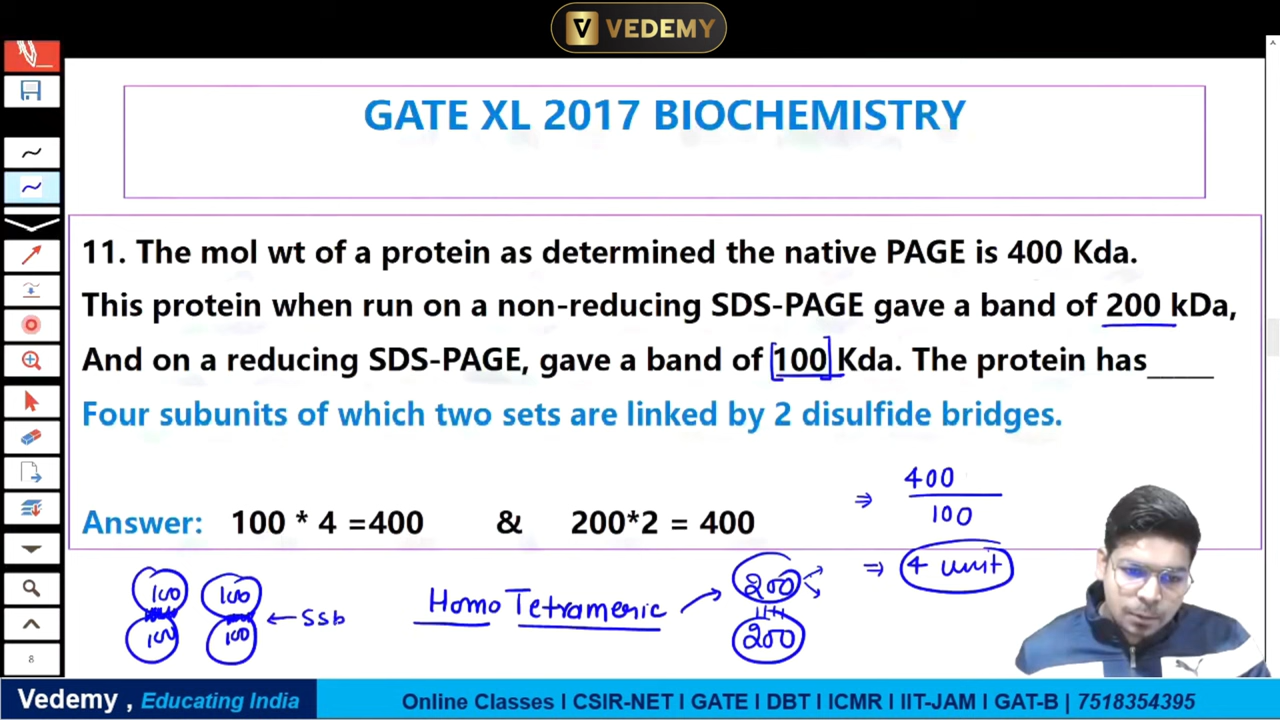 VEDEMY
GATE XL 2017 BIOCHEMISTRY
11. The mol wt of a protein as determined the native PAGE is 400 Kda.
This protein when run on a non-reducing SDS-PAGE gave a band of 200 kDa,
And on a reducing SDS-PAGE, gave a band of [100] Kda. The protein has____
Four subunits of which two sets are linked by 2 disulfide bridges.
⇒ 400
100
Answer: 100 * 4 =400 & 200*2 = 400
⇒ 4 unit
100 100 Homo Tetrameric → 200
100 100 ← SSb 200
8
Vedemy , Educating India Online Classes I CSIR-NET I GATE I DBT I ICMR I IIT-JAM I GAT-B | 7518354395